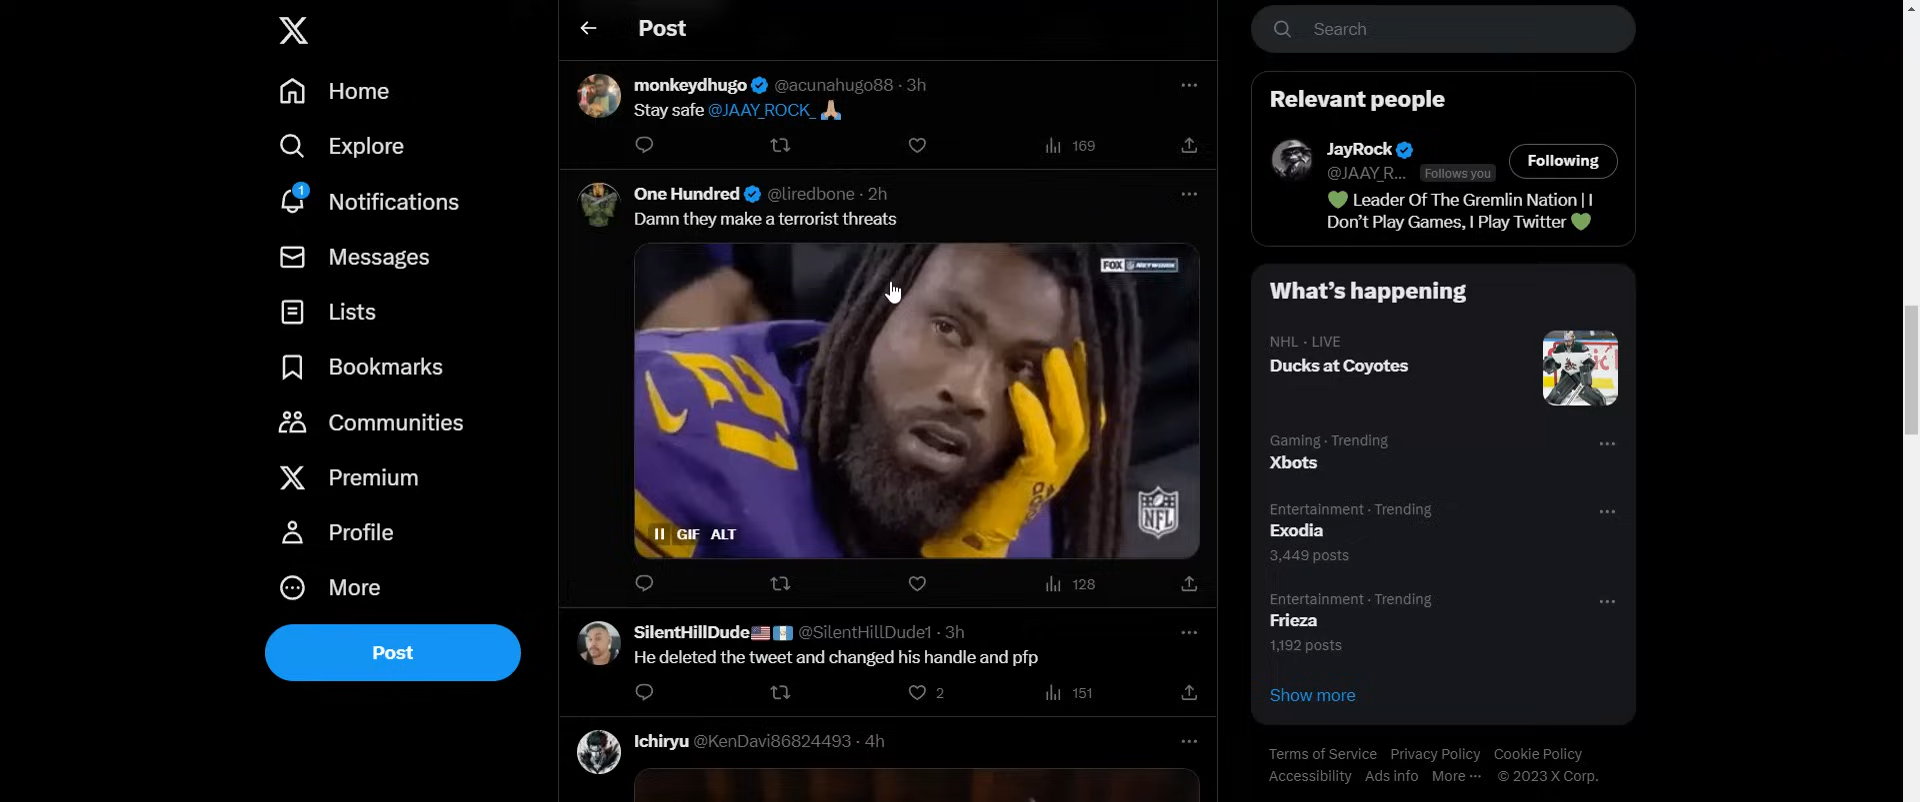 Home
Explore
1
Notifications
Messages
Lists
Bookmarks
Communities
Premium
Profile
More
Post
Post
monkeydhugo @acunahugo88 · 3h
Stay safe @JAAY_ROCK_ 🙏🏼
169
One Hundred @liredbone · 2h
Damn they make a terrorist threats
FOX NFL NETWORK
21
NFL
GIF ALT
128
SilentHillDude🇺🇸🇬🇹 @SilentHillDude1 · 3h
He deleted the tweet and changed his handle and pfp
2
151
Ichiryu @KenDavi86824493 · 4h
Search
Relevant people
JayRock
@JAAY_R... Follows you
Following
💚 Leader Of The Gremlin Nation | I
Don’t Play Games, I Play Twitter 💚
What’s happening
NHL · LIVE
Ducks at Coyotes
Gaming · Trending
Xbots
Entertainment · Trending
Exodia
3,449 posts
Entertainment · Trending
Frieza
1,192 posts
Show more
Terms of Service Privacy Policy Cookie Policy
Accessibility Ads info More ··· © 2023 X Corp.